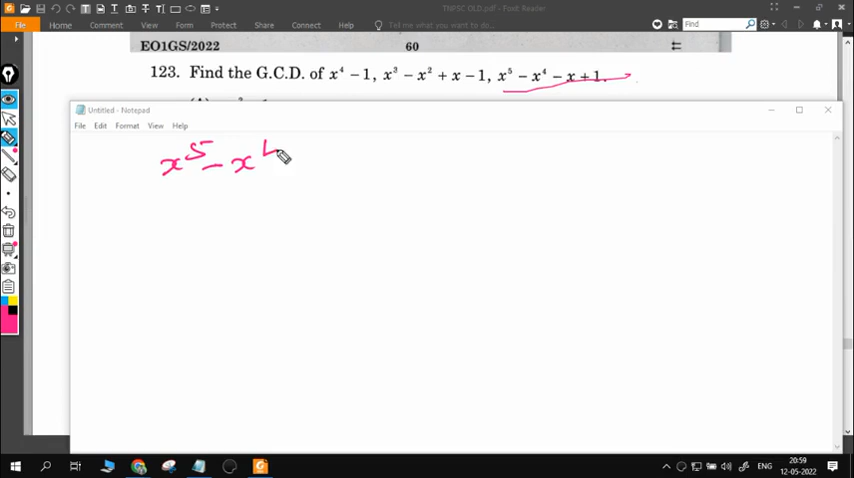 TNPSC OLD.pdf - Foxit Reader
Home Comment View Form Protect Share Connect Help Tell me what you want to do... Find
EO1GS/2022 60
123. Find the G.C.D. of x⁴ − 1, x³ − x² + x − 1, x⁵ − x⁴ − x + 1.
Untitled - Notepad
File Edit Format View Help
x⁵ − x⁴
ENG 20:59
12-05-2022